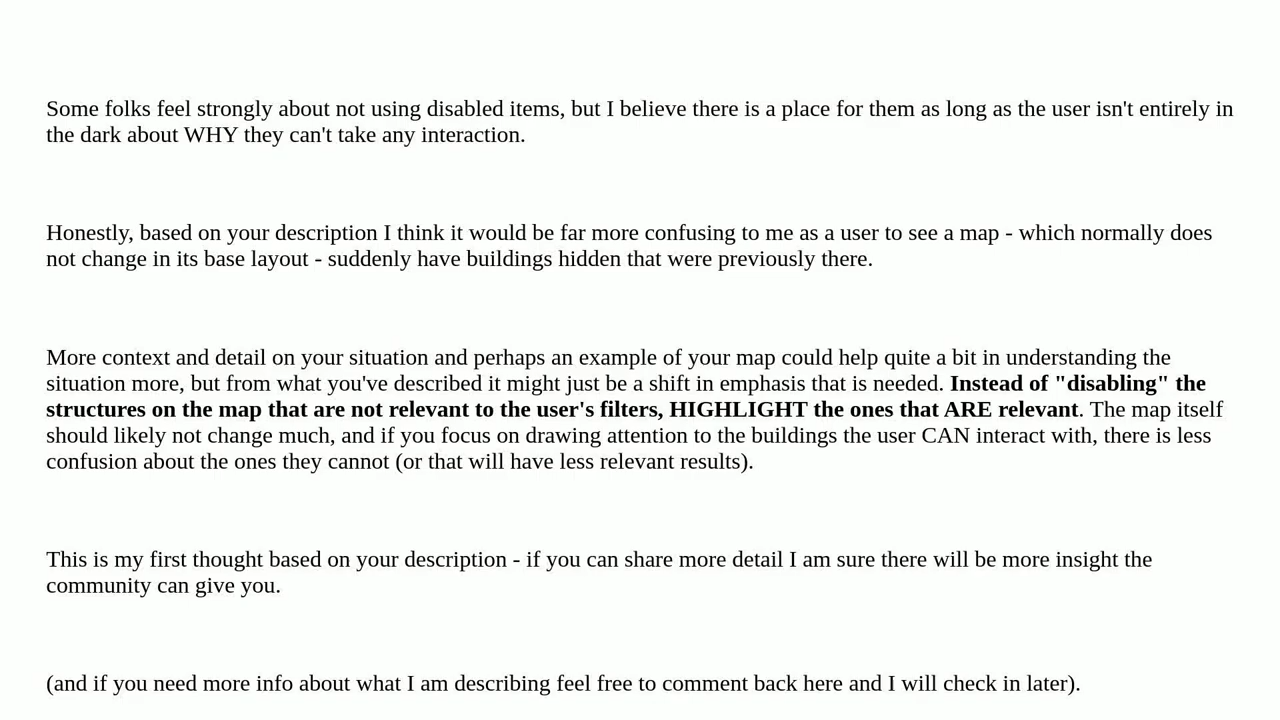 Some folks feel strongly about not using disabled items, but I believe there is a place for them as long as the user isn't entirely in
the dark about WHY they can't take any interaction.
Honestly, based on your description I think it would be far more confusing to me as a user to see a map - which normally does
not change in its base layout - suddenly have buildings hidden that were previously there.
More context and detail on your situation and perhaps an example of your map could help quite a bit in understanding the
situation more, but from what you've described it might just be a shift in emphasis that is needed. Instead of "disabling" the
structures on the map that are not relevant to the user's filters, HIGHLIGHT the ones that ARE relevant. The map itself
should likely not change much, and if you focus on drawing attention to the buildings the user CAN interact with, there is less
confusion about the ones they cannot (or that will have less relevant results).
This is my first thought based on your description - if you can share more detail I am sure there will be more insight the
community can give you.
(and if you need more info about what I am describing feel free to comment back here and I will check in later).